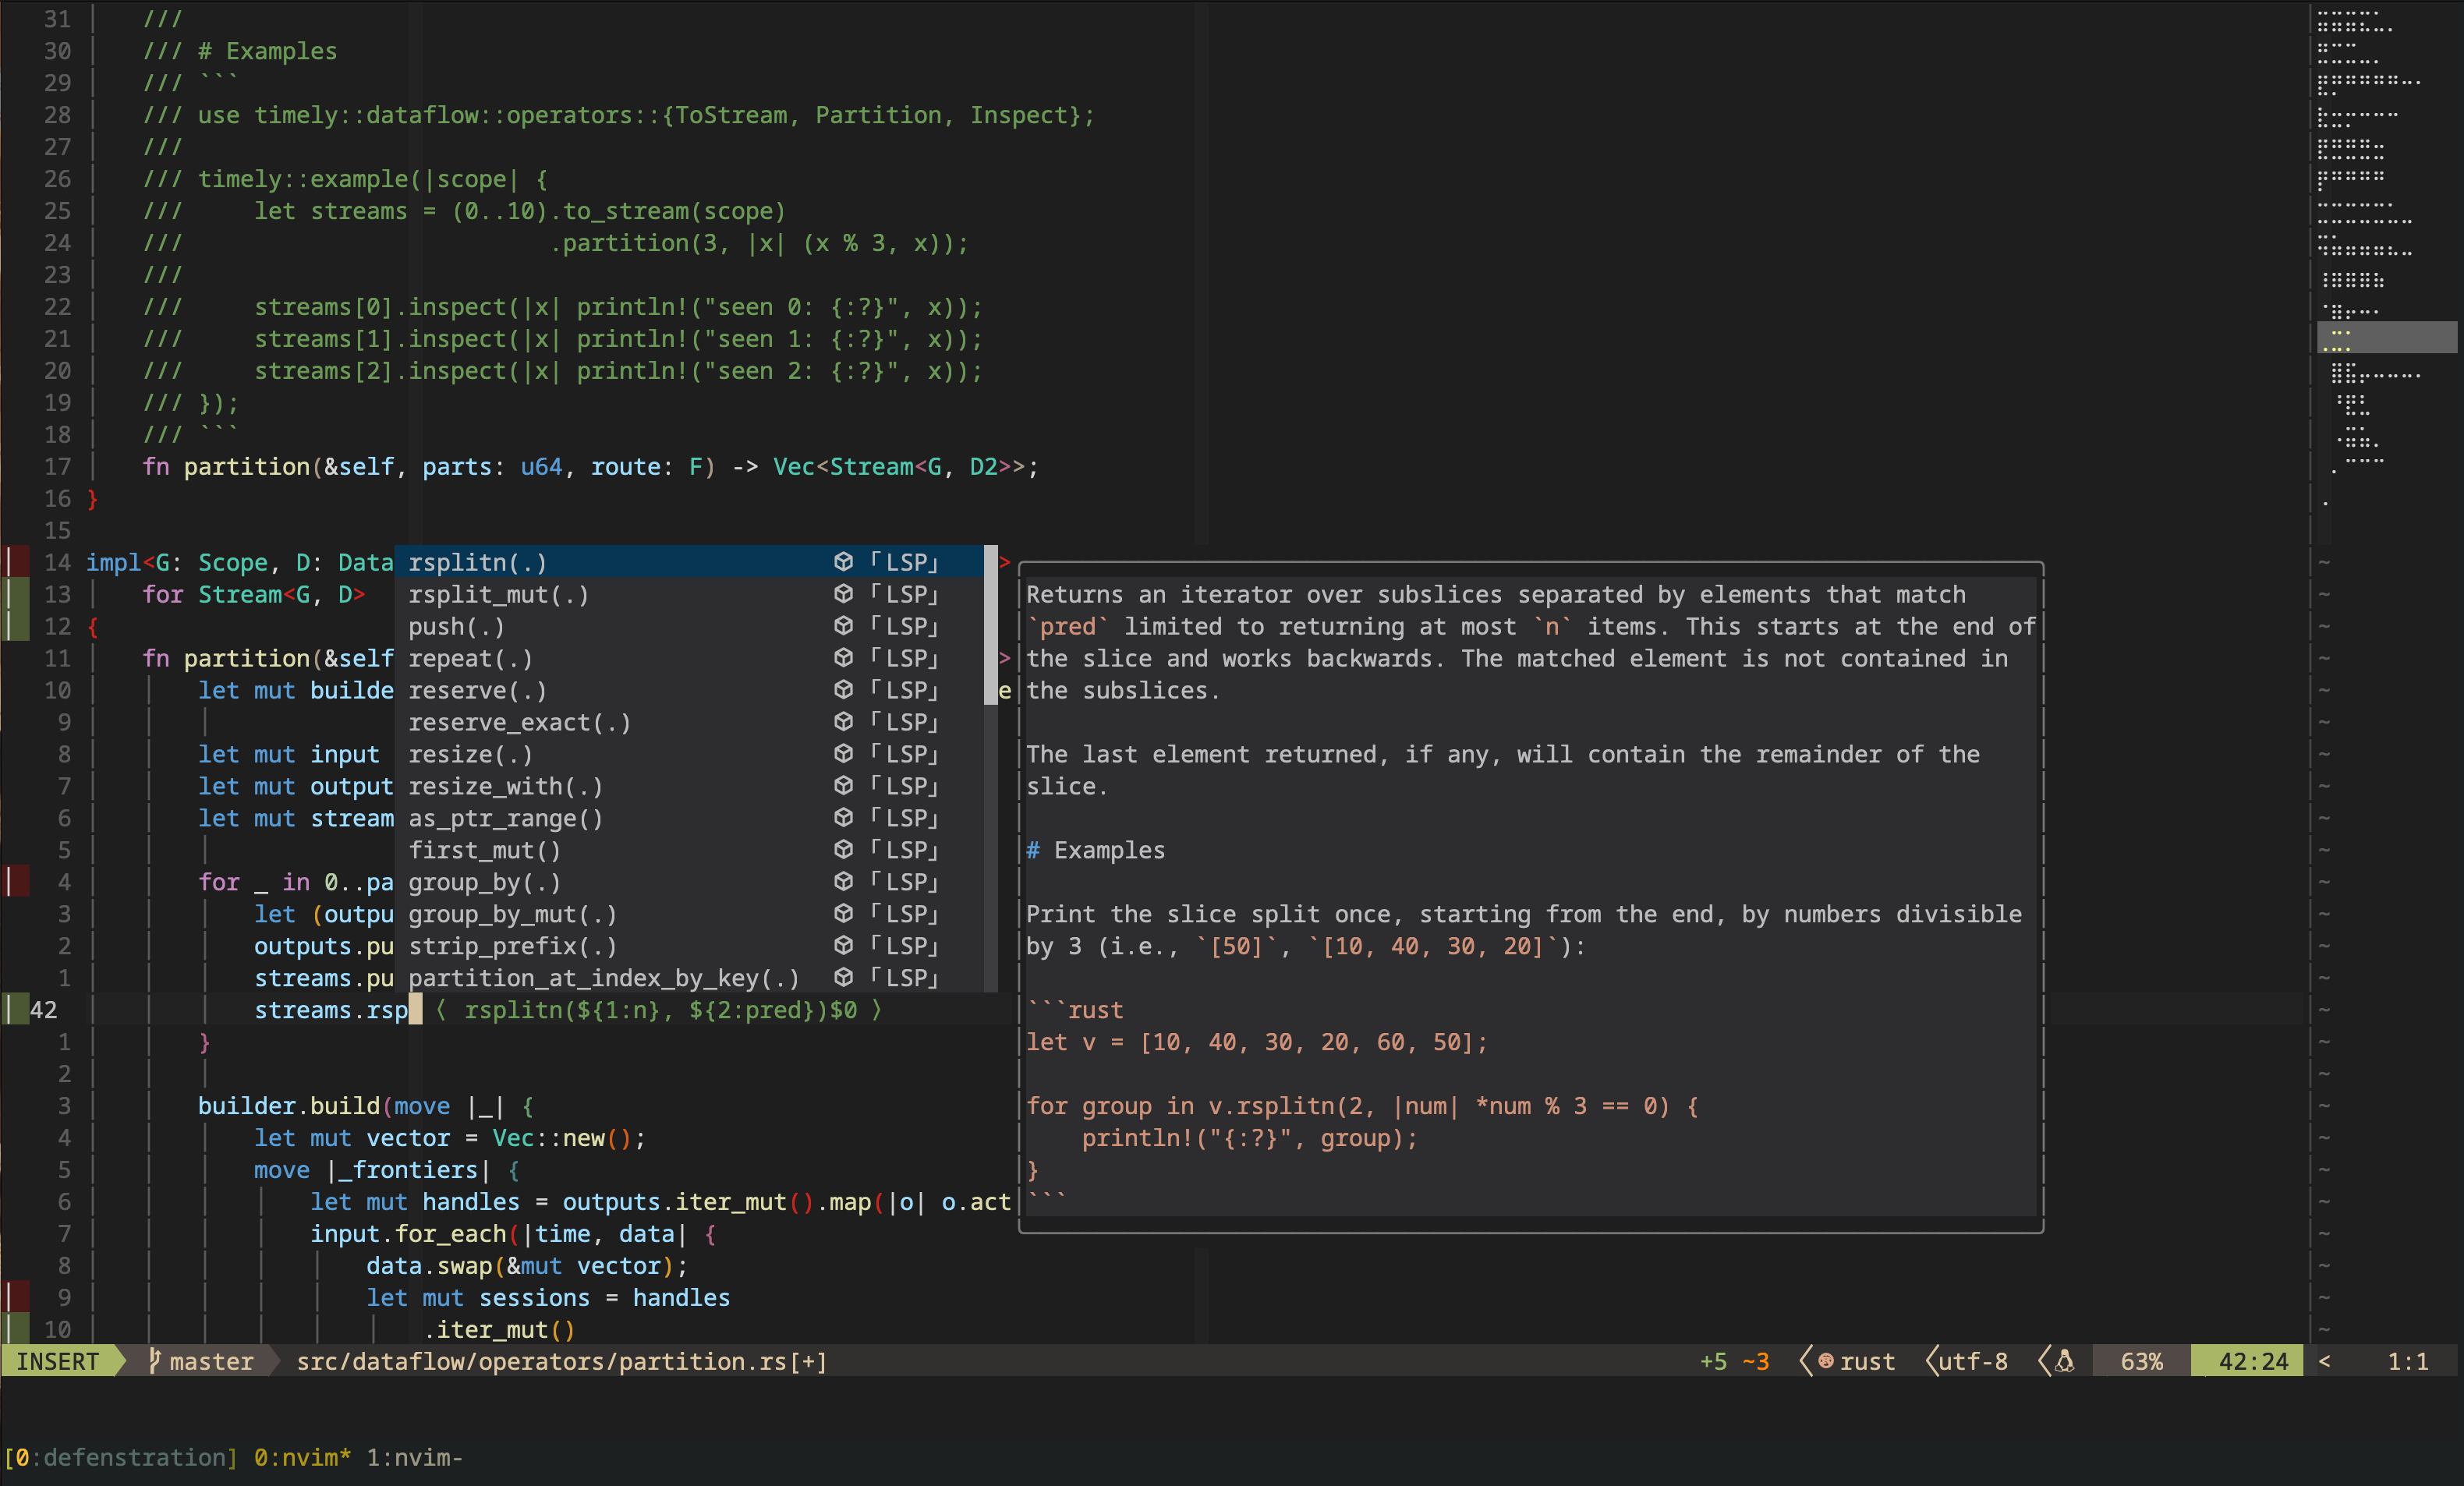 31 ///
30 /// # Examples
29 /// ```
28 /// use timely::dataflow::operators::{ToStream, Partition, Inspect};
27 ///
26 /// timely::example(|scope| {
25 ///     let streams = (0..10).to_stream(scope)
24 ///                          .partition(3, |x| (x % 3, x));
23 ///
22 ///     streams[0].inspect(|x| println!("seen 0: {:?}", x));
21 ///     streams[1].inspect(|x| println!("seen 1: {:?}", x));
20 ///     streams[2].inspect(|x| println!("seen 2: {:?}", x));
19 /// });
18 /// ```
17 fn partition(&self, parts: u64, route: F) -> Vec<Stream<G, D2>>;
16 }
15
14 impl<G: Scope, D: Data rsplitn(.) 「LSP」 >
13 for Stream<G, D> rsplit_mut(.) 「LSP」 Returns an iterator over subslices separated by elements that match ~
12 { push(.) 「LSP」 `pred` limited to returning at most `n` items. This starts at the end of ~
11 fn partition(&self repeat(.) 「LSP」 > the slice and works backwards. The matched element is not contained in ~
10 let mut builde reserve(.) 「LSP」 e the subslices. ~
9 reserve_exact(.) 「LSP」 ~
8 let mut input resize(.) 「LSP」 The last element returned, if any, will contain the remainder of the ~
7 let mut output resize_with(.) 「LSP」 slice. ~
6 let mut stream as_ptr_range() 「LSP」 ~
5 first_mut() 「LSP」 # Examples ~
4 for _ in 0..pa group_by(.) 「LSP」 ~
3 let (outpu group_by_mut(.) 「LSP」 Print the slice split once, starting from the end, by numbers divisible ~
2 outputs.pu strip_prefix(.) 「LSP」 by 3 (i.e., `[50]`, `[10, 40, 30, 20]`): ~
1 streams.pu partition_at_index_by_key(.) 「LSP」 ~
42 streams.rsp 〈 rsplitn(${1:n}, ${2:pred})$0 〉 ```rust ~
1 } let v = [10, 40, 30, 20, 60, 50]; ~
2 ~
3 builder.build(move |_| { for group in v.rsplitn(2, |num| *num % 3 == 0) { ~
4 let mut vector = Vec::new(); println!("{:?}", group); ~
5 move |_frontiers| { } ~
6 let mut handles = outputs.iter_mut().map(|o| o.act ``` ~
7 input.for_each(|time, data| { ~
8 data.swap(&mut vector); ~
9 let mut sessions = handles ~
10 .iter_mut() ~
INSERT master src/dataflow/operators/partition.rs[+] +5 ~3 rust utf-8 63% 42:24 < 1:1
[0:defenstration] 0:nvim* 1:nvim-